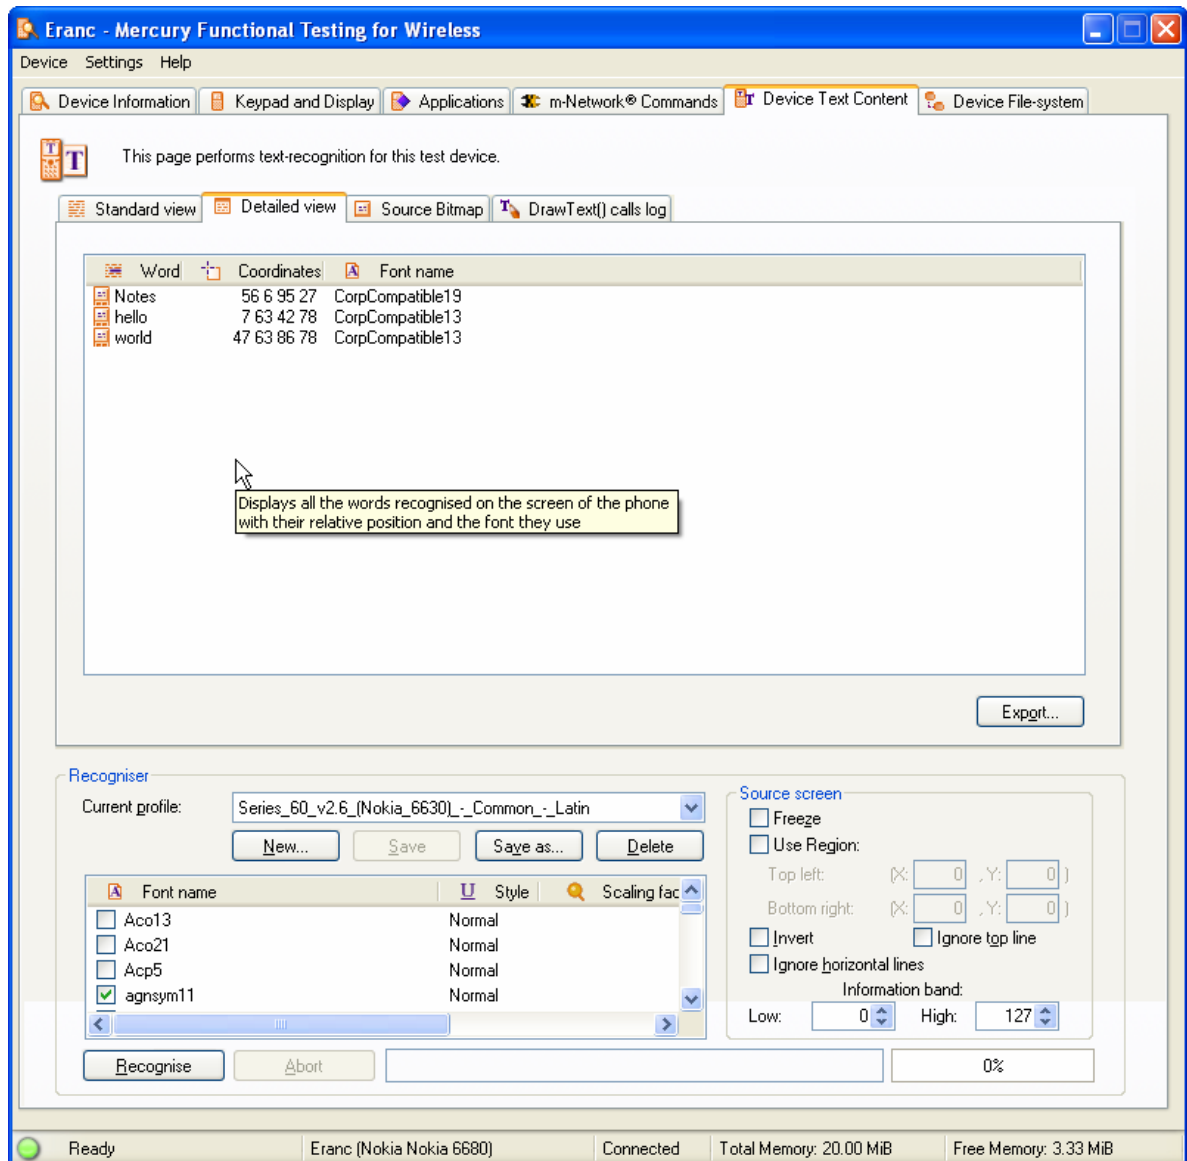 Eranc - Mercury Functional Testing for Wireless
Device Settings Help
Device Information Keypad and Display Applications m-Network® Commands Device Text Content Device File-system
This page performs text-recognition for this test device.
Standard view Detailed view Source Bitmap DrawText() calls log
Word Coordinates Font name
Notes 56 6 95 27 CorpCompatible19
hello 7 63 42 78 CorpCompatible13
world 47 63 86 78 CorpCompatible13
Displays all the words recognised on the screen of the phone
with their relative position and the font they use
Export...
Recogniser
Current profile: Series_60_v2.6_(Nokia_6630)_-_Common_-_Latin
New... Save Save as... Delete
Font name Style Scaling fac
Aco13 Normal
Aco21 Normal
Acp5 Normal
agnsym11 Normal
Source screen
Freeze
Use Region:
Top left: (X: 0 , Y: 0 )
Bottom right: (X: 0 , Y: 0 )
Invert Ignore top line
Ignore horizontal lines
Information band:
Low: 0 High: 127
Recognise Abort 0%
Ready Eranc (Nokia Nokia 6680) Connected Total Memory: 20.00 MiB Free Memory: 3.33 MiB